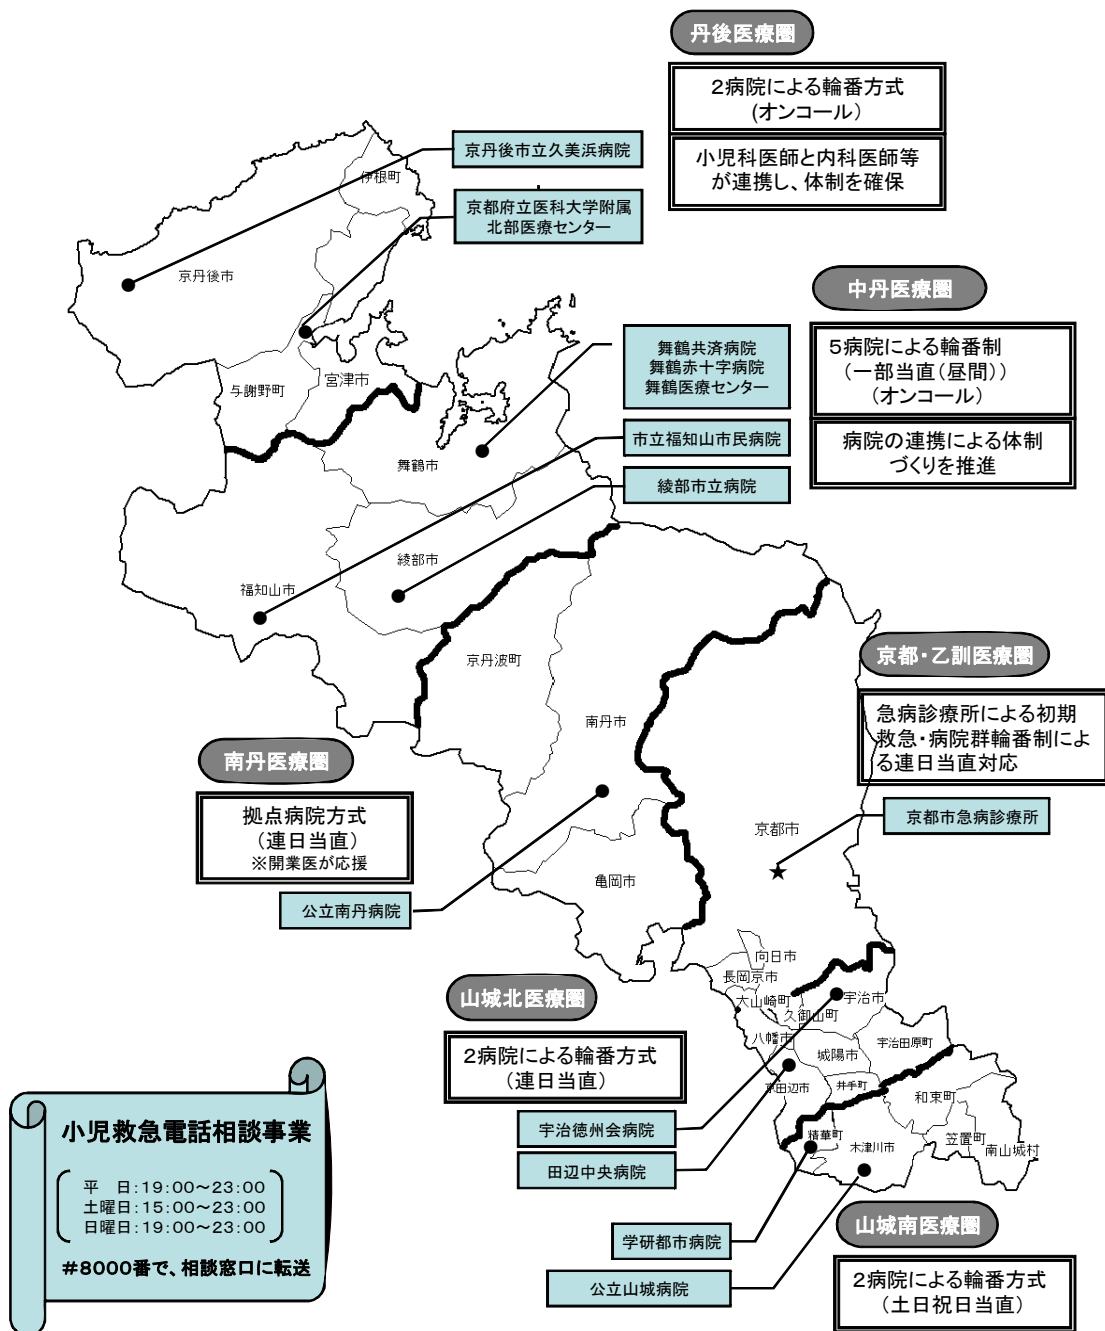 丹後医療圏
2病院による輪番方式
(オンコール)
小児科医師と内科医師等
が連携し、体制を確保
京丹後市立久美浜病院
京都府立医科大学附属
北部医療センター
伊根町
京丹後市
与謝野町
宮津市
中丹医療圏
5病院による輪番制
(一部当直(昼間))
(オンコール)
病院の連携による体制
づくりを推進
舞鶴共済病院
舞鶴赤十字病院
舞鶴医療センター
市立福知山市民病院
綾部市立病院
舞鶴市
綾部市
福知山市
京丹波町
南丹市
亀岡市
京都・乙訓医療圏
急病診療所による初期
救急・病院群輪番制によ
る連日当直対応
京都市急病診療所
京都市
南丹医療圏
拠点病院方式
(連日当直)
※開業医が応援
公立南丹病院
向日市
長岡京市
大山崎町
宇治市
久御山町
八幡市
城陽市
宇治田原町
京田辺市
井手町
和束町
精華町
木津川市
笠置町
南山城村
山城北医療圏
2病院による輪番方式
(連日当直)
宇治徳州会病院
田辺中央病院
学研都市病院
公立山城病院
山城南医療圏
2病院による輪番方式
(土日祝日当直)
小児救急電話相談事業
平 日:19:00~23:00
土曜日:15:00~23:00
日曜日:19:00~23:00
#8000番で、相談窓口に転送